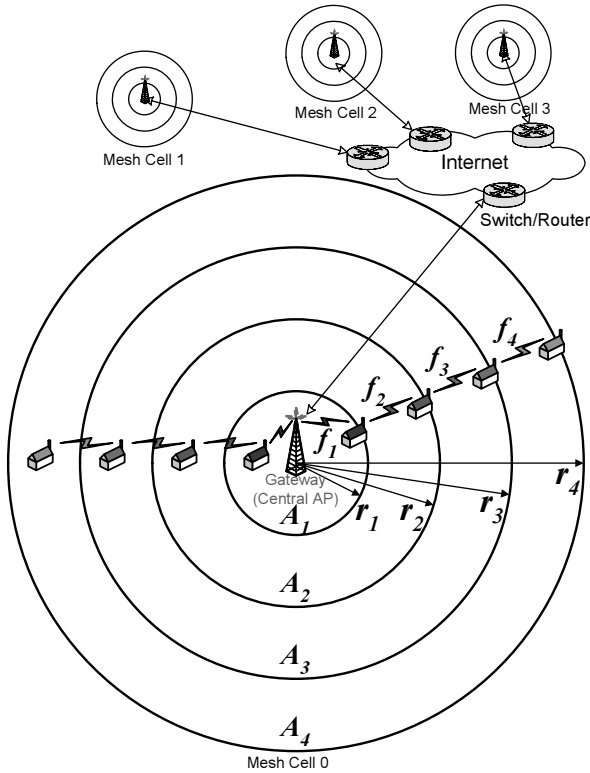 Mesh Cell 2
Mesh Cell 3
Mesh Cell 1
Internet
Switch/Router
f4
f3
f2
f1
Gateway
(Central AP)
r1
r2
r3
r4
A1
A2
A3
A4
Mesh Cell 0